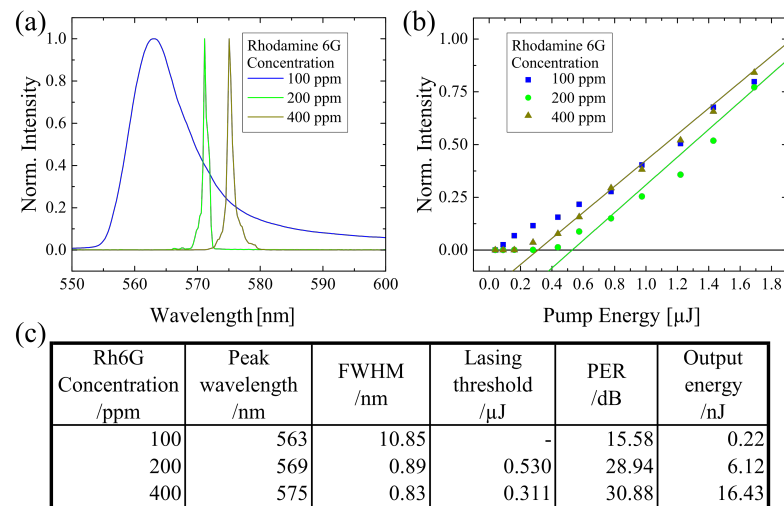 (a)
1.0
0.8
0.6
0.4
0.2
0.0
Norm. Intensity
Rhodamine 6G
Concentration
100 ppm
200 ppm
400 ppm
550 560 570 580 590 600
Wavelength [nm]
(b)
1.00
0.75
0.50
0.25
0.00
Norm. Intensity
Rhodamine 6G
Concentration
100 ppm
200 ppm
400 ppm
0.0 0.2 0.4 0.6 0.8 1.0 1.2 1.4 1.6 1.8
Pump Energy [µJ]
(c)
Rh6G Concentration /ppm
Peak wavelength /nm
FWHM /nm
Lasing threshold /µJ
PER /dB
Output energy /nJ
100 563 10.85 - 15.58 0.22
200 569 0.89 0.530 28.94 6.12
400 575 0.83 0.311 30.88 16.43